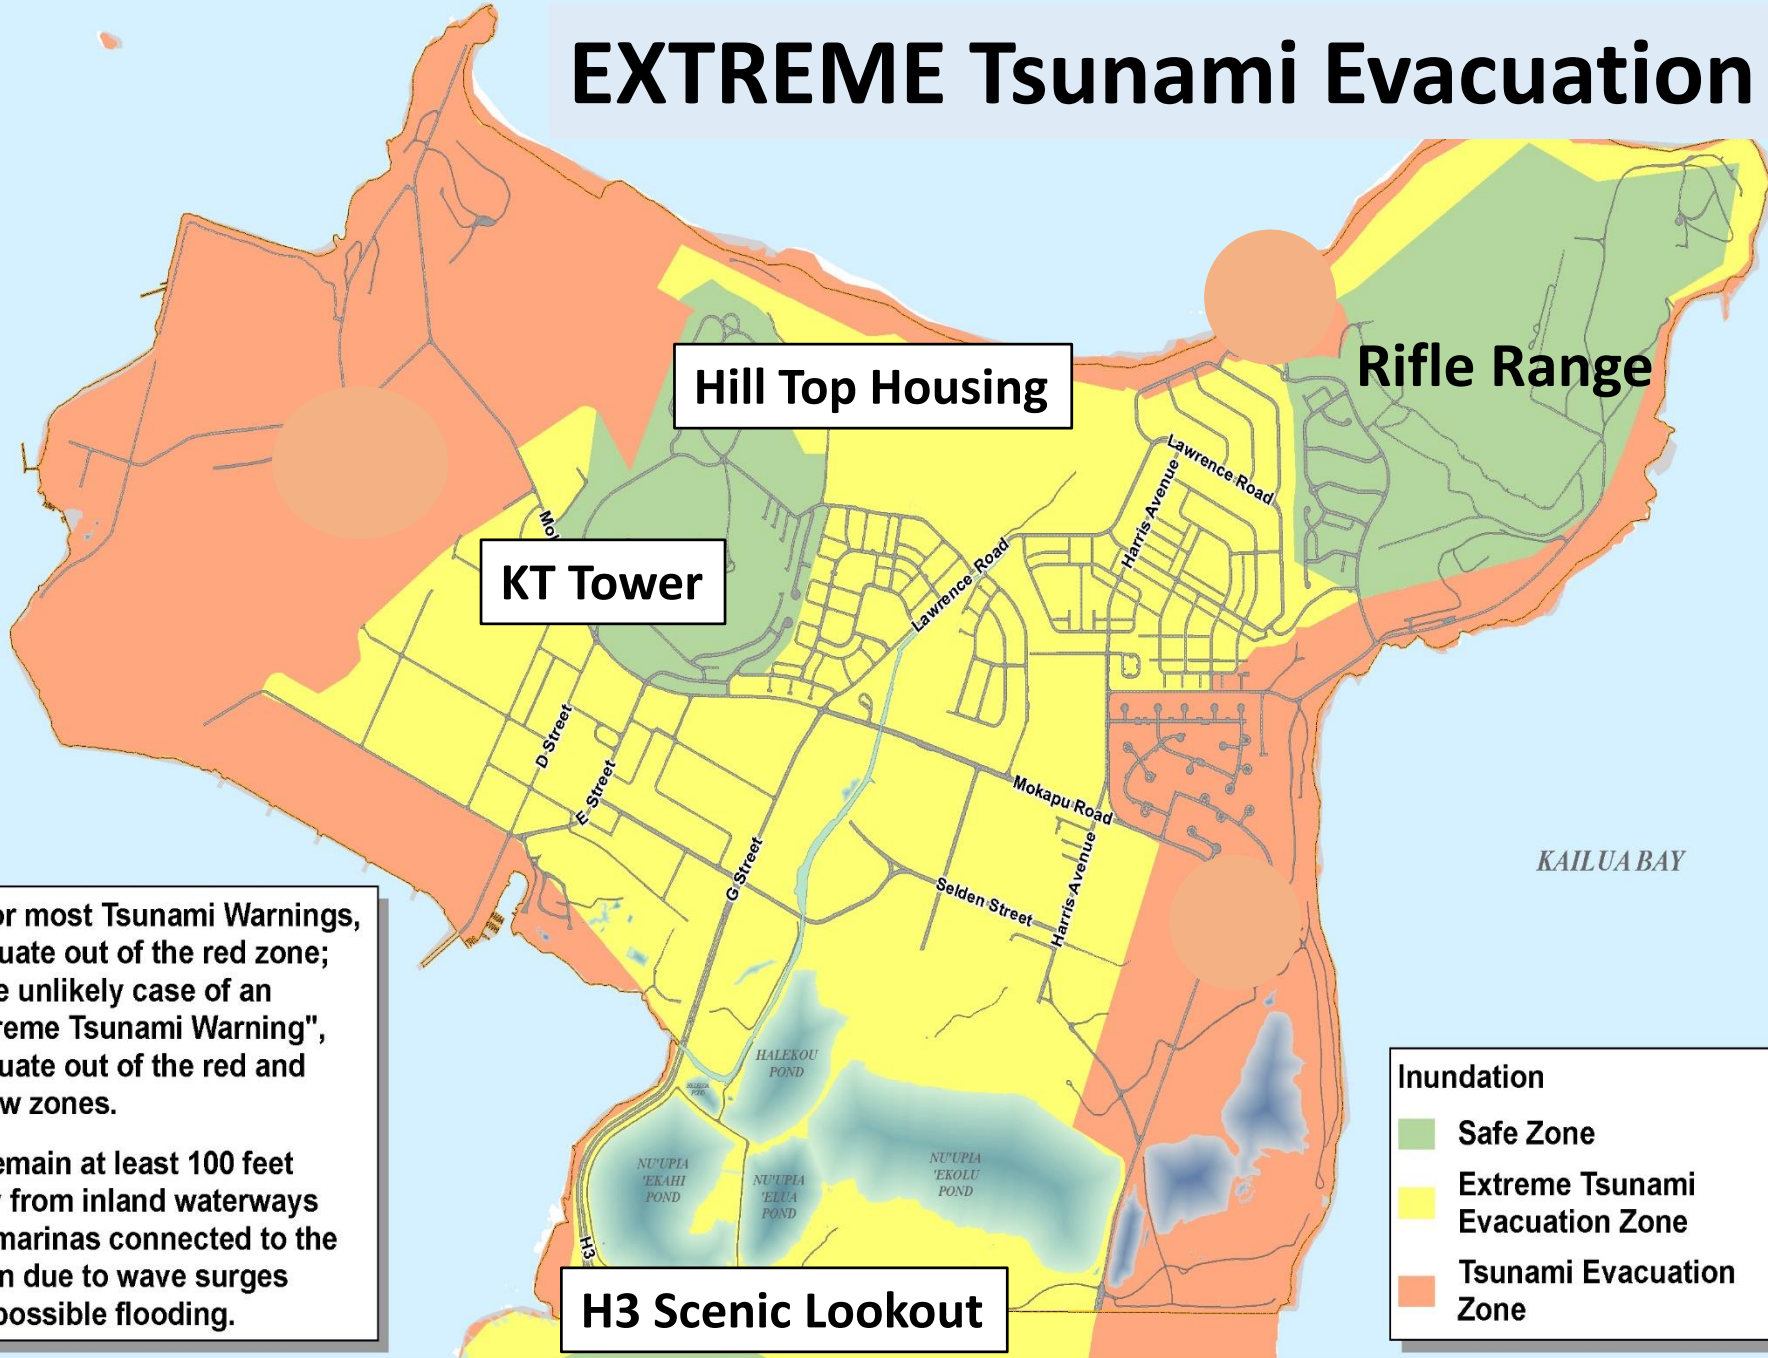 EXTREME Tsunami Evacuation
Hill Top Housing
Rifle Range
Lawrence Road
Harris Avenue
KT Tower
Lawrence Road
D Street
E Street
Mokapu Road
G Street
Selden Street
Harris Avenue
KAILUA BAY
or most Tsunami Warnings,
uate out of the red zone;
e unlikely case of an
reme Tsunami Warning",
uate out of the red and
w zones.
emain at least 100 feet
from inland waterways
marinas connected to the
n due to wave surges
possible flooding.
HALEKOU
POND
NU'UPIA
'EKAHI
POND
NU'UPIA
'ELUA
POND
NU'UPIA
'EKOLU
POND
H3
H3 Scenic Lookout
Inundation
Safe Zone
Extreme Tsunami
Evacuation Zone
Tsunami Evacuation
Zone